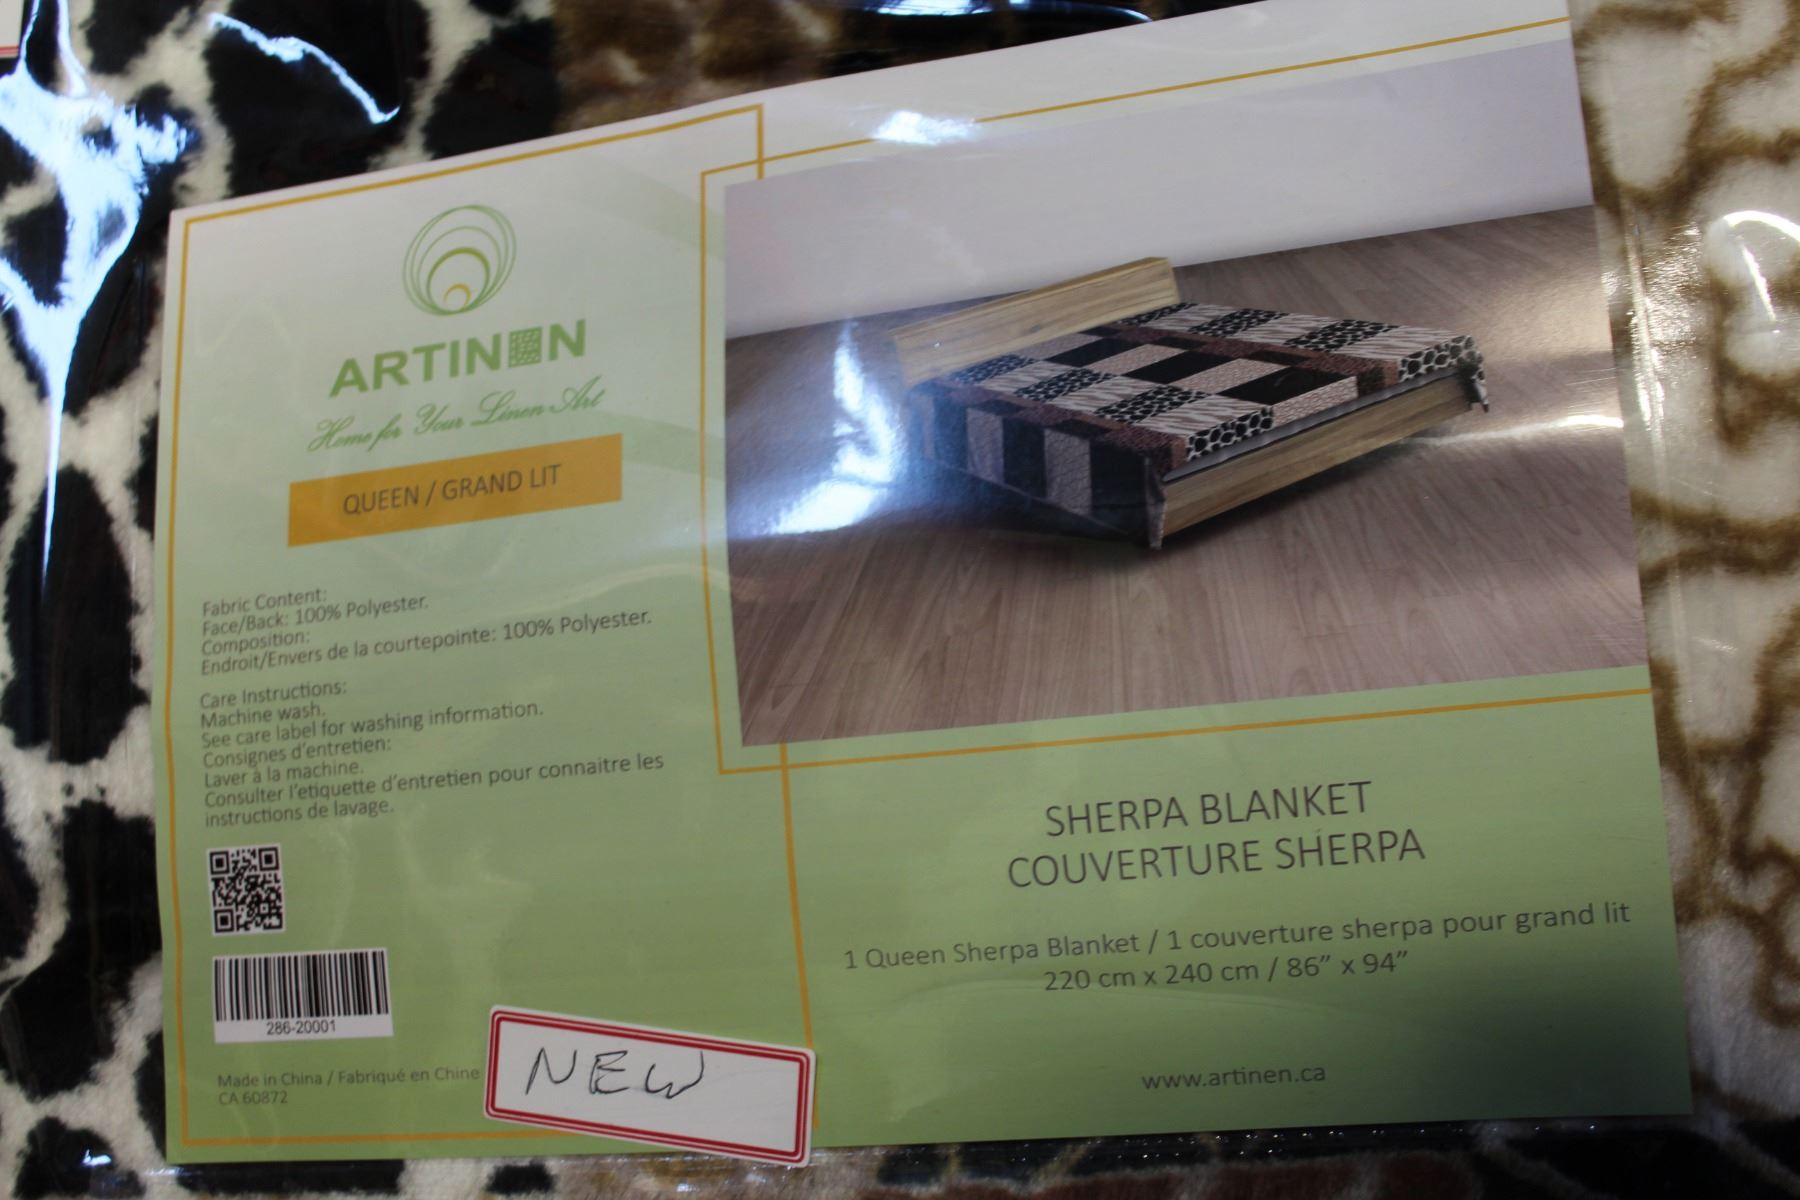 ARTINEN
Home for Your Linen Art
QUEEN / GRAND LIT
Fabric Content:
Face/Back: 100% Polyester.
Composition:
Endroit/Envers de la courtepointe: 100% Polyester.
Care Instructions:
Machine wash.
See care label for washing information.
Consignes d'entretien:
Laver à la machine.
Consulter l'etiquette d'entretien pour connaitre les
instructions de lavage.
286-20001
Made in China / Fabriqué en Chine
CA 60872
NEW
SHERPA BLANKET
COUVERTURE SHERPA
1 Queen Sherpa Blanket / 1 couverture sherpa pour grand lit
220 cm x 240 cm / 86” x 94”
www.artinen.ca